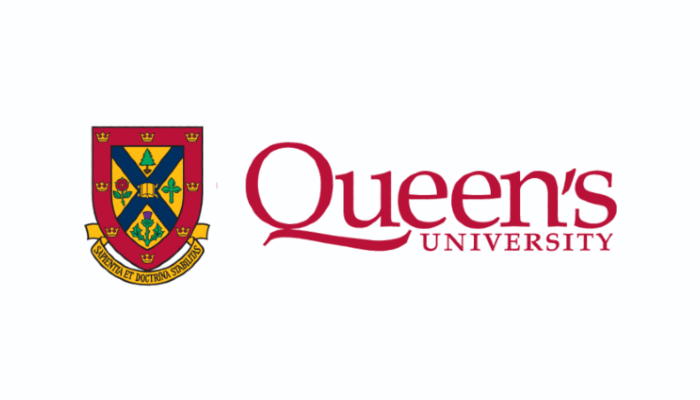 SAPIENTIA ET DOCTRINA STABILITAS
Queen's
UNIVERSITY